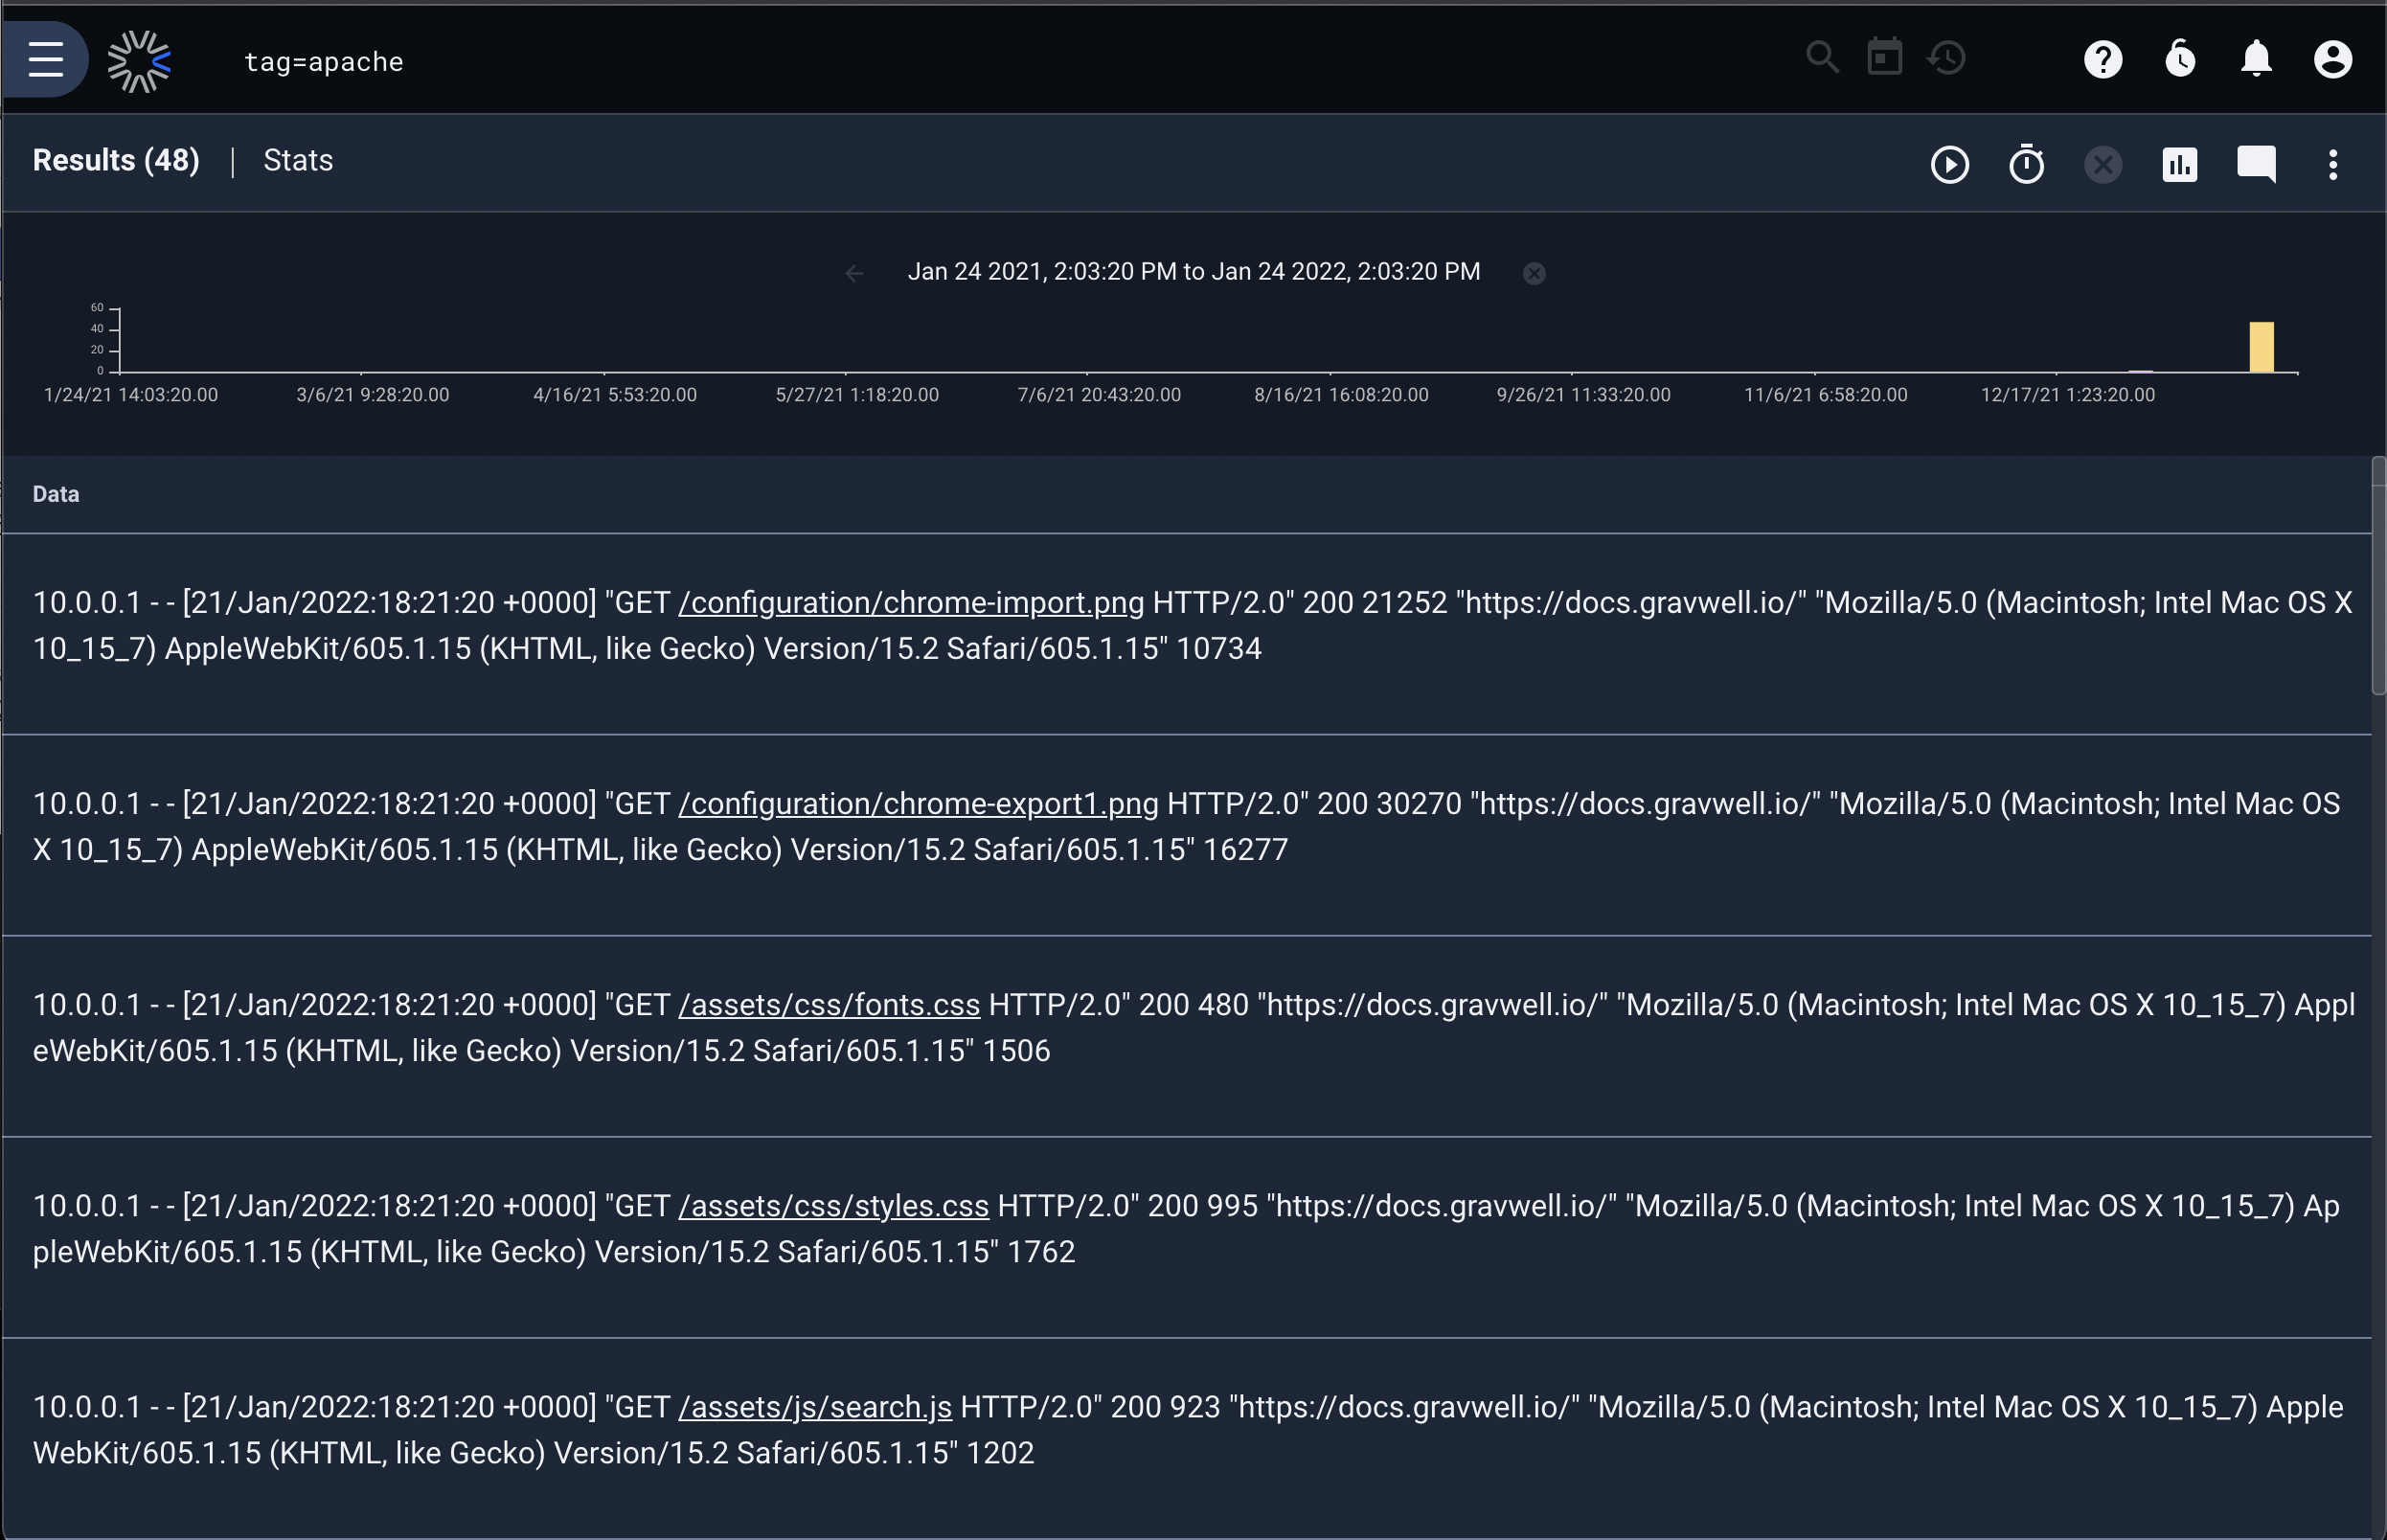 tag=apache
Results (48) | Stats
Jan 24 2021, 2:03:20 PM to Jan 24 2022, 2:03:20 PM
60
40
20
0
1/24/21 14:03:20.00 3/6/21 9:28:20.00 4/16/21 5:53:20.00 5/27/21 1:18:20.00 7/6/21 20:43:20.00 8/16/21 16:08:20.00 9/26/21 11:33:20.00 11/6/21 6:58:20.00 12/17/21 1:23:20.00
Data
10.0.0.1 - - [21/Jan/2022:18:21:20 +0000] "GET /configuration/chrome-import.png HTTP/2.0" 200 21252 "https://docs.gravwell.io/" "Mozilla/5.0 (Macintosh; Intel Mac OS X
10_15_7) AppleWebKit/605.1.15 (KHTML, like Gecko) Version/15.2 Safari/605.1.15" 10734
10.0.0.1 - - [21/Jan/2022:18:21:20 +0000] "GET /configuration/chrome-export1.png HTTP/2.0" 200 30270 "https://docs.gravwell.io/" "Mozilla/5.0 (Macintosh; Intel Mac OS
X 10_15_7) AppleWebKit/605.1.15 (KHTML, like Gecko) Version/15.2 Safari/605.1.15" 16277
10.0.0.1 - - [21/Jan/2022:18:21:20 +0000] "GET /assets/css/fonts.css HTTP/2.0" 200 480 "https://docs.gravwell.io/" "Mozilla/5.0 (Macintosh; Intel Mac OS X 10_15_7) Appl
eWebKit/605.1.15 (KHTML, like Gecko) Version/15.2 Safari/605.1.15" 1506
10.0.0.1 - - [21/Jan/2022:18:21:20 +0000] "GET /assets/css/styles.css HTTP/2.0" 200 995 "https://docs.gravwell.io/" "Mozilla/5.0 (Macintosh; Intel Mac OS X 10_15_7) Ap
pleWebKit/605.1.15 (KHTML, like Gecko) Version/15.2 Safari/605.1.15" 1762
10.0.0.1 - - [21/Jan/2022:18:21:20 +0000] "GET /assets/js/search.js HTTP/2.0" 200 923 "https://docs.gravwell.io/" "Mozilla/5.0 (Macintosh; Intel Mac OS X 10_15_7) Apple
WebKit/605.1.15 (KHTML, like Gecko) Version/15.2 Safari/605.1.15" 1202